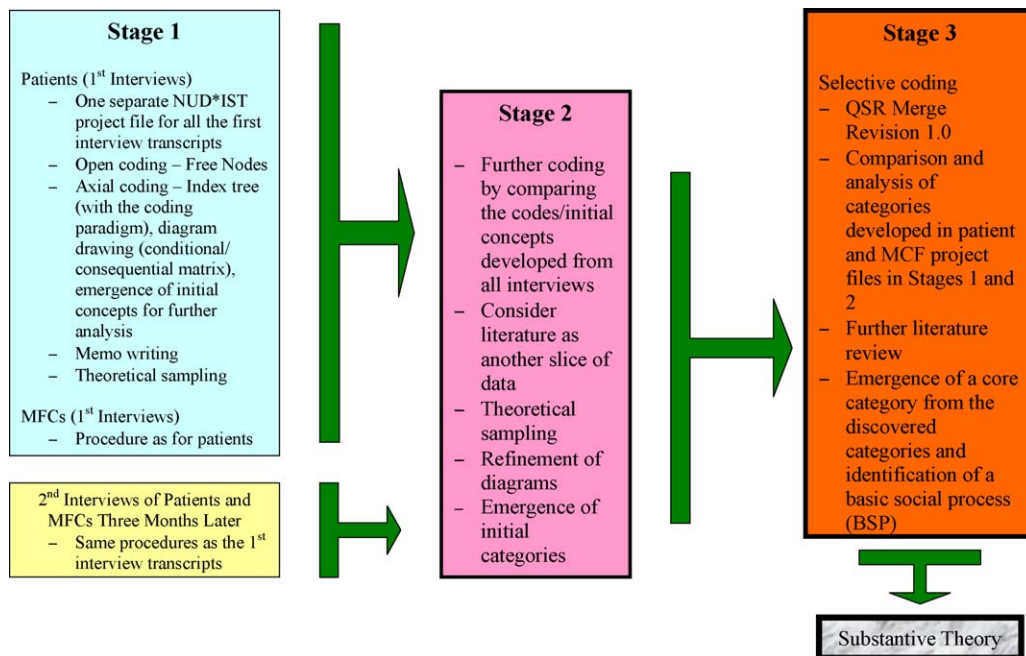 Stage 1
Patients (1st Interviews)
– One separate NUD*IST
project file for all the first
interview transcripts
– Open coding – Free Nodes
– Axial coding – Index tree
(with the coding
paradigm), diagram
drawing (conditional/
consequential matrix),
emergence of initial
concepts for further
analysis
– Memo writing
– Theoretical sampling
MFCs (1st Interviews)
– Procedure as for patients
2nd Interviews of Patients and
MFCs Three Months Later
– Same procedures as the 1st
interview transcripts
Stage 2
– Further coding
by comparing
the codes/initial
concepts
developed from
all interviews
– Consider
literature as
another slice of
data
– Theoretical
sampling
– Refinement of
diagrams
– Emergence of
initial
categories
Stage 3
Selective coding
– QSR Merge
Revision 1.0
– Comparison and
analysis of
categories
developed in patient
and MCF project
files in Stages 1 and
2
– Further literature
review
– Emergence of a core
category from the
discovered
categories and
identification of a
basic social process
(BSP)
Substantive Theory